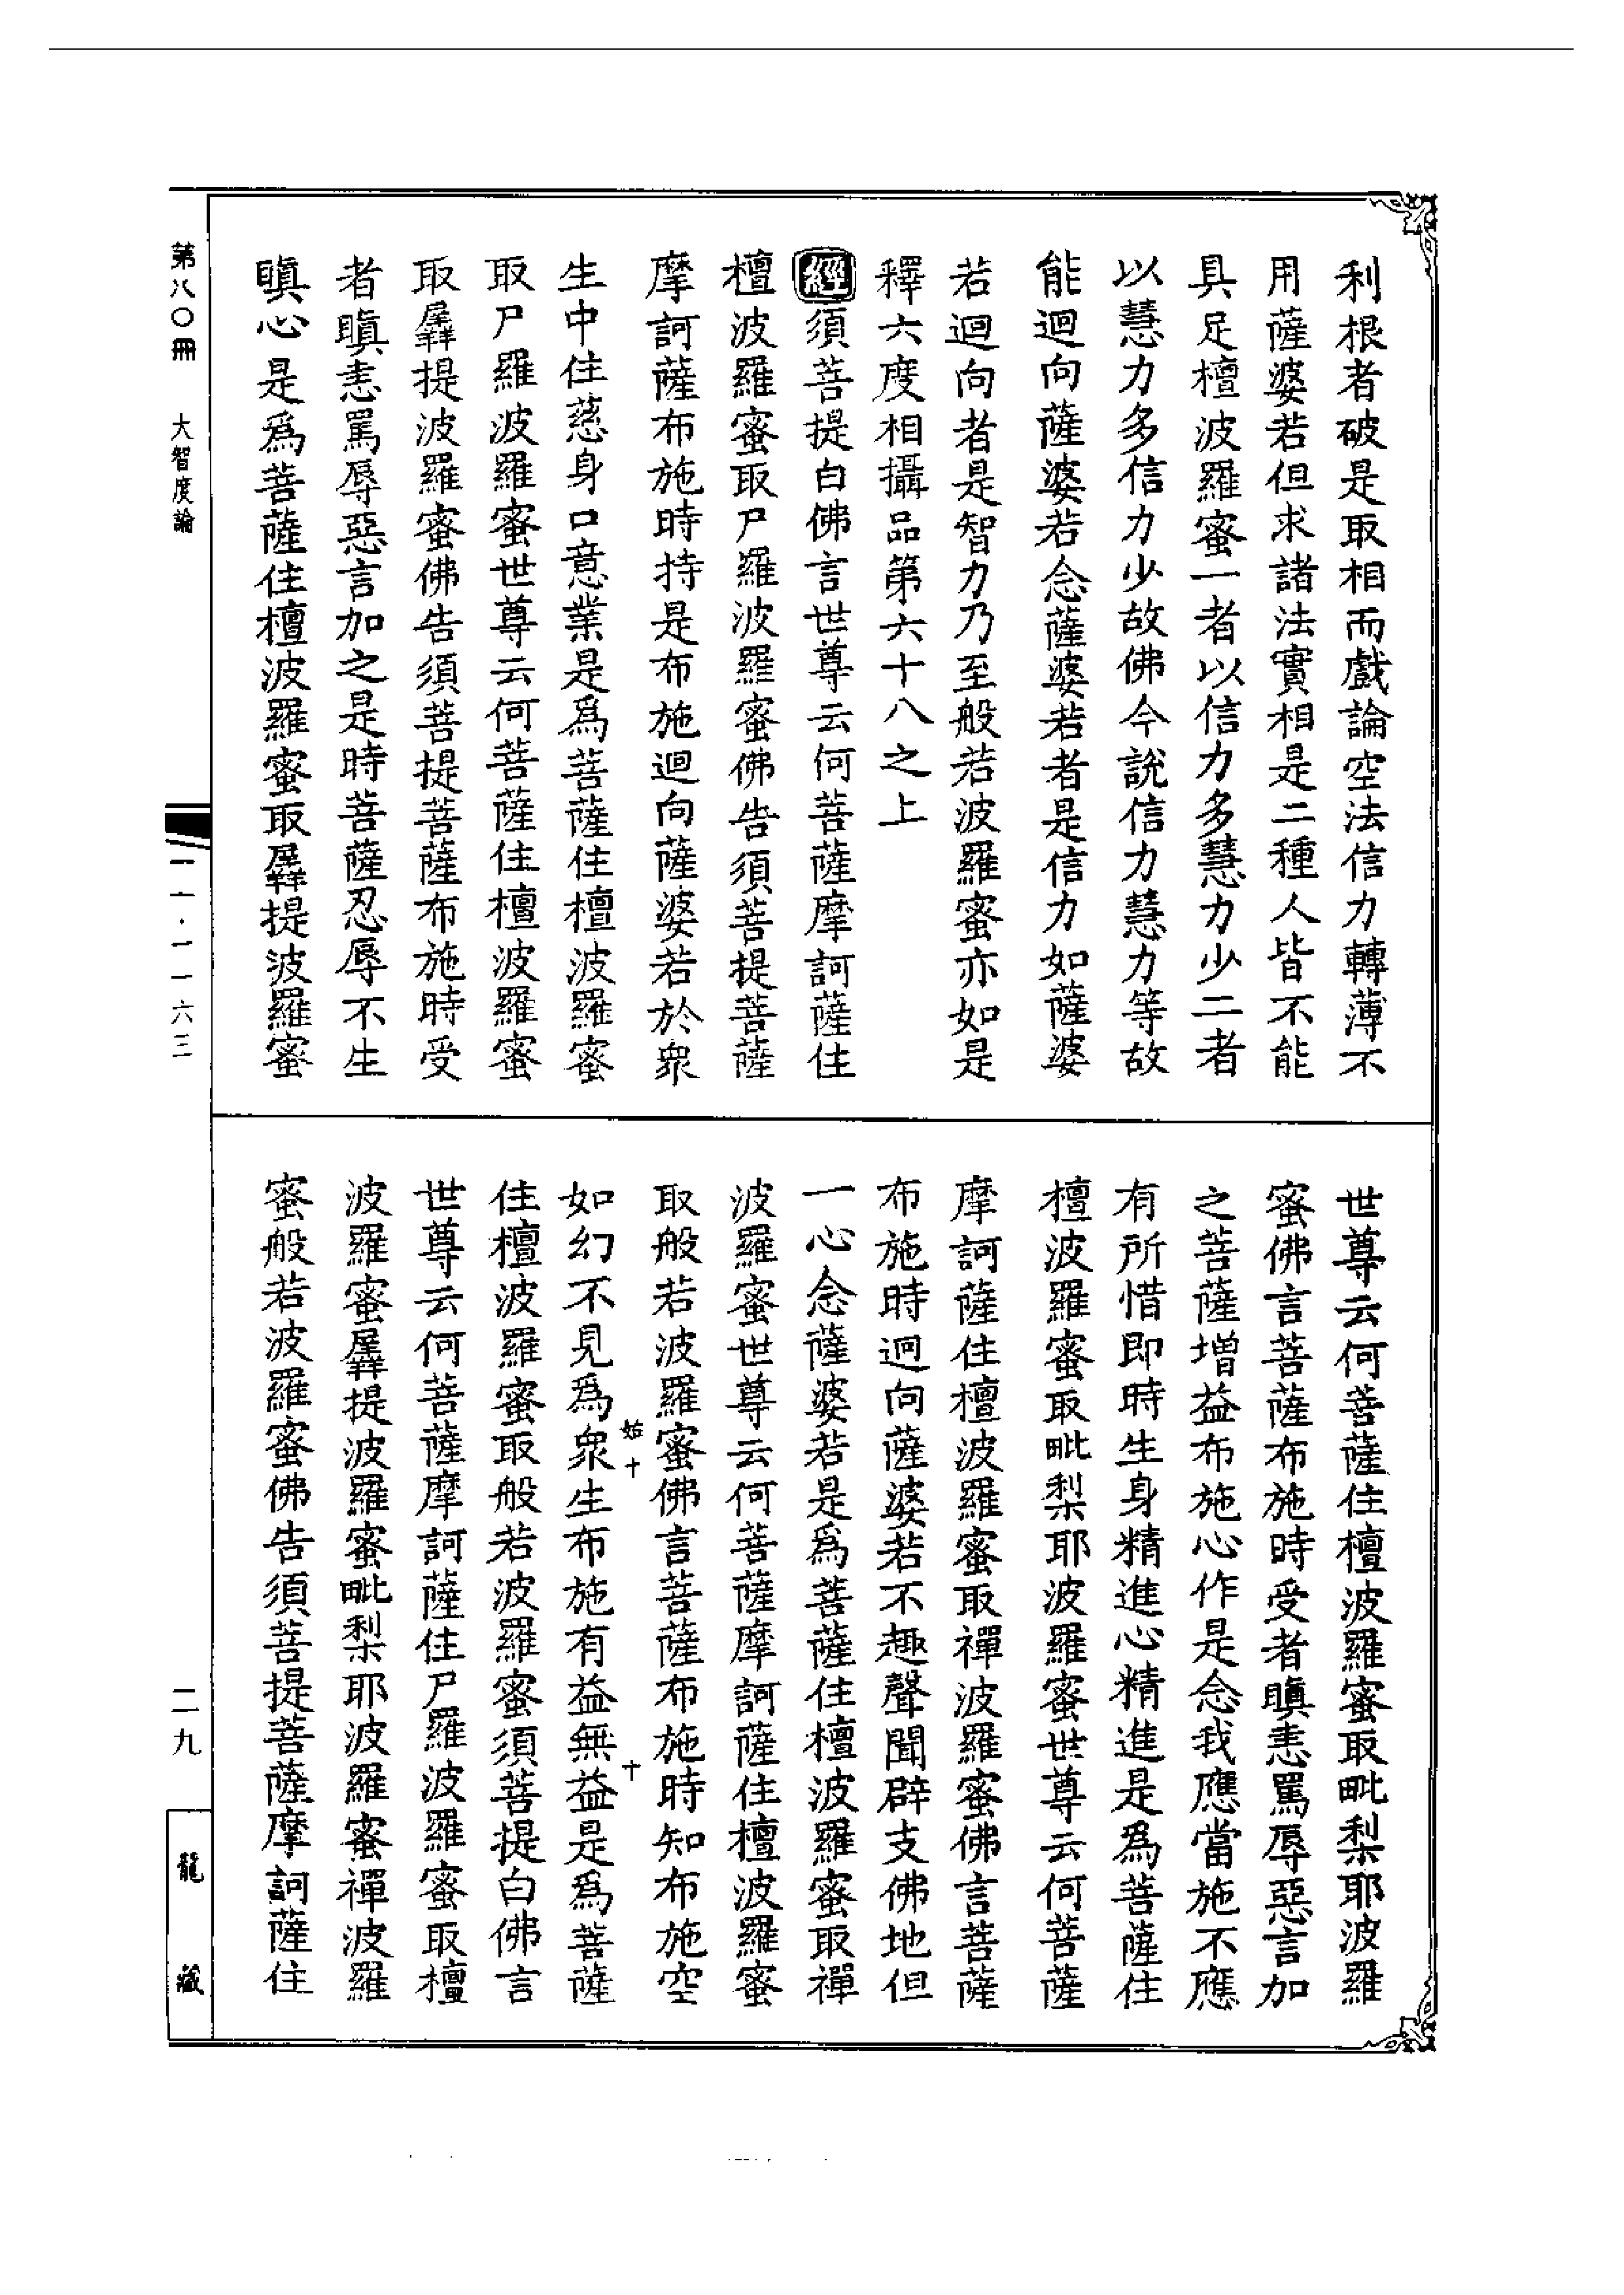 利根者破是取相而戲論空法信力轉薄不
用薩婆若但求諸法實相是二種人皆不能
具足檀波羅蜜一者以信力多慧力少二者
以慧力多信力少故佛今說信力慧力等故
能迴向薩婆若念薩婆若者是信力如薩婆
若迴向者是智力乃至般若波羅蜜亦如是
釋六度相攝品第六十八之上
經須菩提白佛言世尊云何菩薩摩訶薩住
檀波羅蜜取尸羅波羅蜜佛告須菩提菩薩
摩訶薩布施時持是布施迴向薩婆若於衆
生中住慈身口意業是爲菩薩住檀波羅蜜
取尸羅波羅蜜世尊云何菩薩住檀波羅蜜
取羼提波羅蜜佛告須菩提菩薩布施時受
者瞋恚罵辱惡言加之是時菩薩忍辱不生
瞋心是爲菩薩住檀波羅蜜取羼提波羅蜜
世尊云何菩薩住檀波羅蜜取毗梨耶波羅
蜜佛言菩薩布施時受者瞋恚罵辱惡言加
之菩薩增益布施心作是念我應當施不應
有所惜即時生身精進心精進是爲菩薩住
檀波羅蜜取毗梨耶波羅蜜世尊云何菩薩
摩訶薩住檀波羅蜜取禪波羅蜜佛言菩薩
布施時迴向薩婆若不趣聲聞辟支佛地但
一心念薩婆若是爲菩薩住檀波羅蜜取禪
波羅蜜世尊云何菩薩摩訶薩住檀波羅蜜
取般若波羅蜜佛言菩薩布施時知布施空
始十
十
如幻不見爲衆生布施有益無益是爲菩薩
住檀波羅蜜取般若波羅蜜須菩提白佛言
世尊云何菩薩摩訶薩住尸羅波羅蜜取檀
波羅蜜羼提波羅蜜毗梨耶波羅蜜禪波羅
蜜般若波羅蜜佛告須菩提菩薩摩訶薩住
第八〇冊 大智度論
一一·一一六三
二九
龍藏